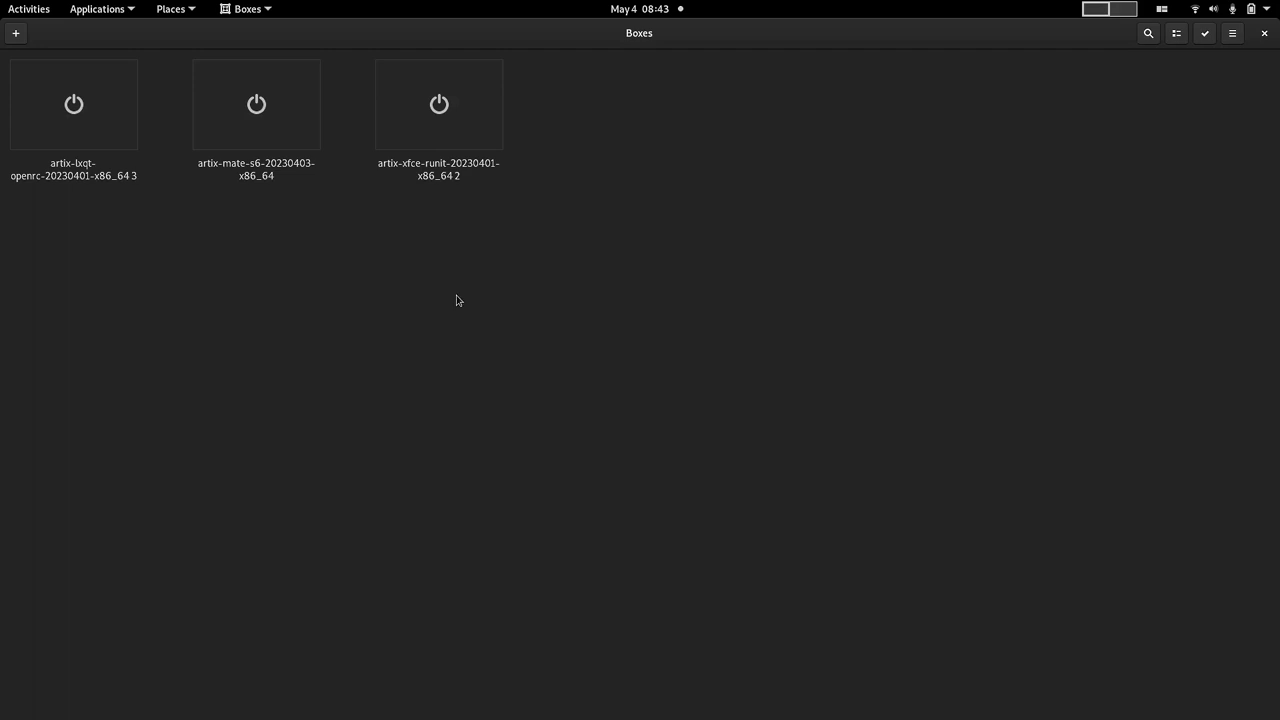 Activities Applications Places Boxes May 4 08:43
Boxes
artix-lxqt-
openrc-20230401-x86_64 3
artix-mate-s6-20230403-
x86_64
artix-xfce-runit-20230401-
x86_64 2